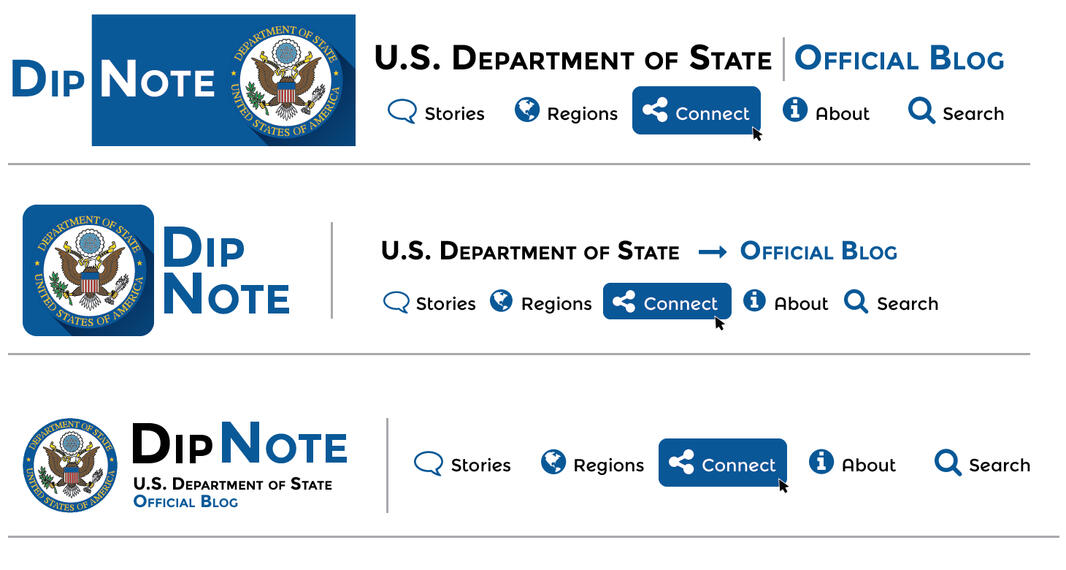 DIP NOTE
DEPARTMENT OF STATE
UNITED STATES OF AMERICA
U.S. DEPARTMENT OF STATE OFFICIAL BLOG
Stories Regions Connect About Search
DEPARTMENT OF STATE
UNITED STATES OF AMERICA
DIP
NOTE
U.S. DEPARTMENT OF STATE → OFFICIAL BLOG
Stories Regions Connect About Search
DEPARTMENT OF STATE
UNITED STATES OF AMERICA
DIPNOTE
U.S. DEPARTMENT OF STATE
OFFICIAL BLOG
Stories Regions Connect About Search